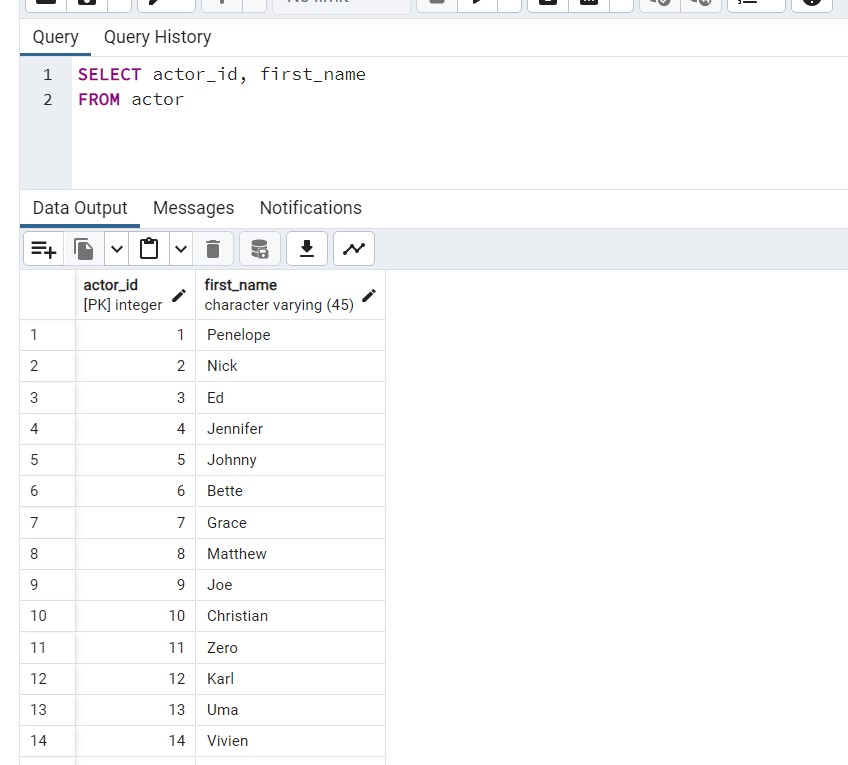 Query Query History
1 SELECT actor_id, first_name
2 FROM actor
Data Output Messages Notifications
actor_id first_name
[PK] integer character varying (45)
1 1 Penelope
2 2 Nick
3 3 Ed
4 4 Jennifer
5 5 Johnny
6 6 Bette
7 7 Grace
8 8 Matthew
9 9 Joe
10 10 Christian
11 11 Zero
12 12 Karl
13 13 Uma
14 14 Vivien